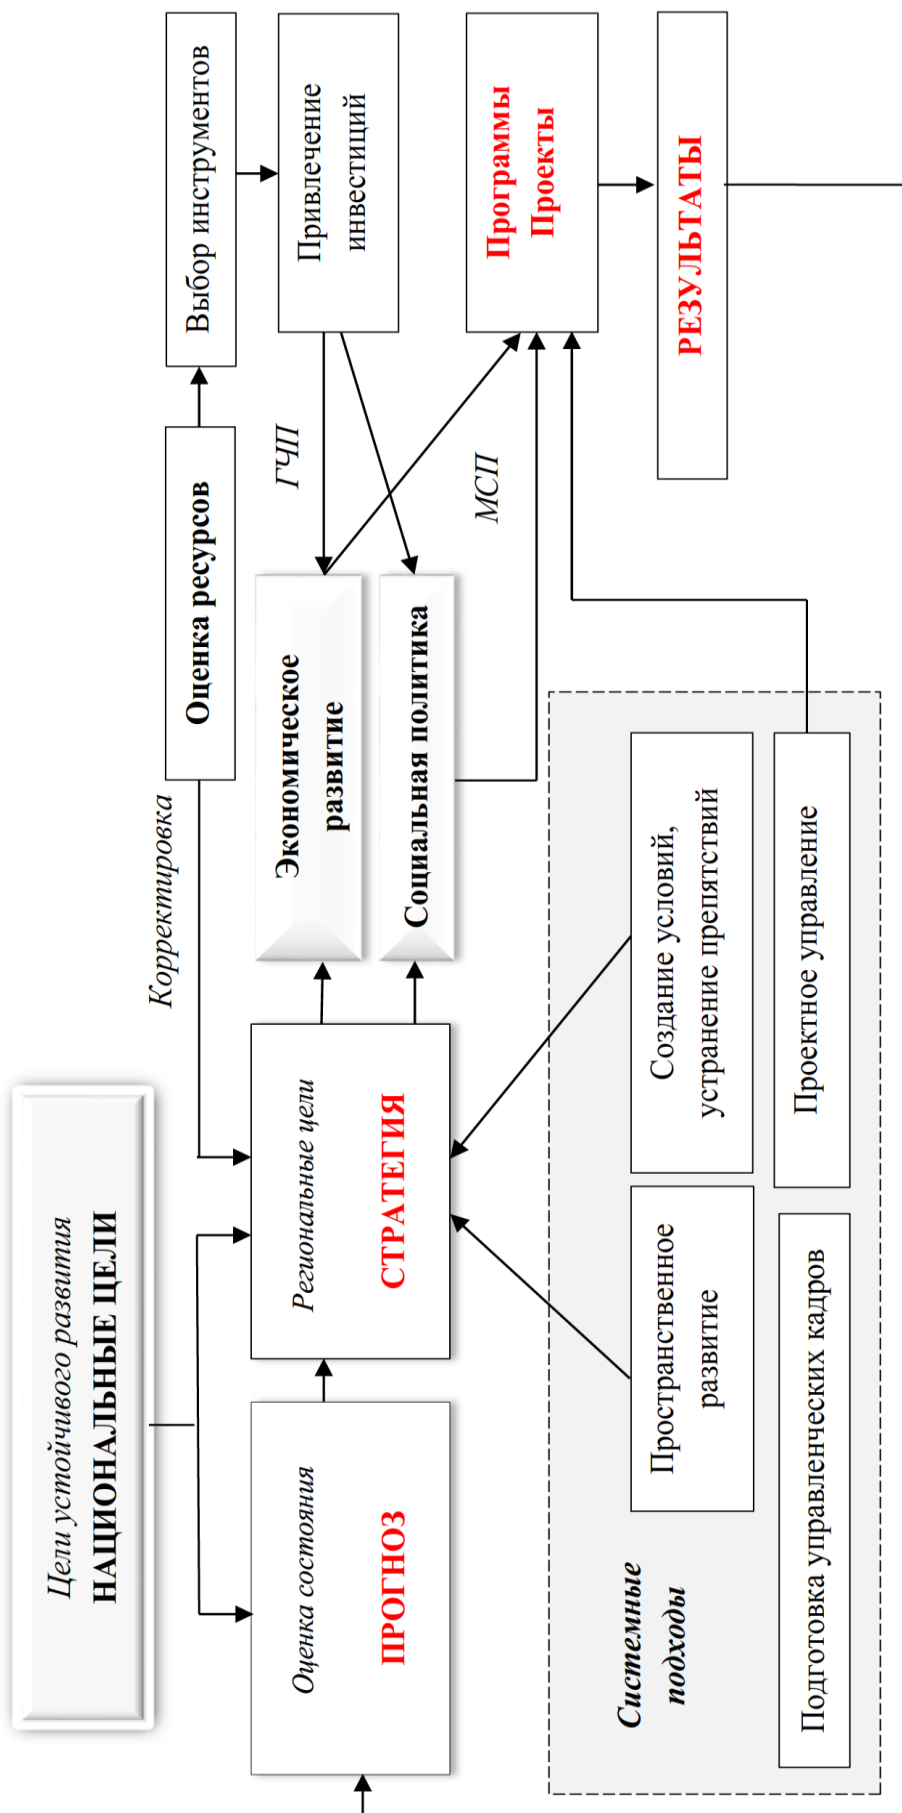 Цели устойчивого развития
НАЦИОНАЛЬНЫЕ ЦЕЛИ
Корректировка
Оценка ресурсов
Выбор инструментов
Оценка состояния
ПРОГНОЗ
Региональные цели
СТРАТЕГИЯ
Экономическое
развитие
Социальная политика
ГЧП
Привлечение
инвестиций
МСП
Программы
Проекты
РЕЗУЛЬТАТЫ
Системные
подходы
Пространственное
развитие
Создание условий,
устранение препятствий
Подготовка управленческих кадров
Проектное управление